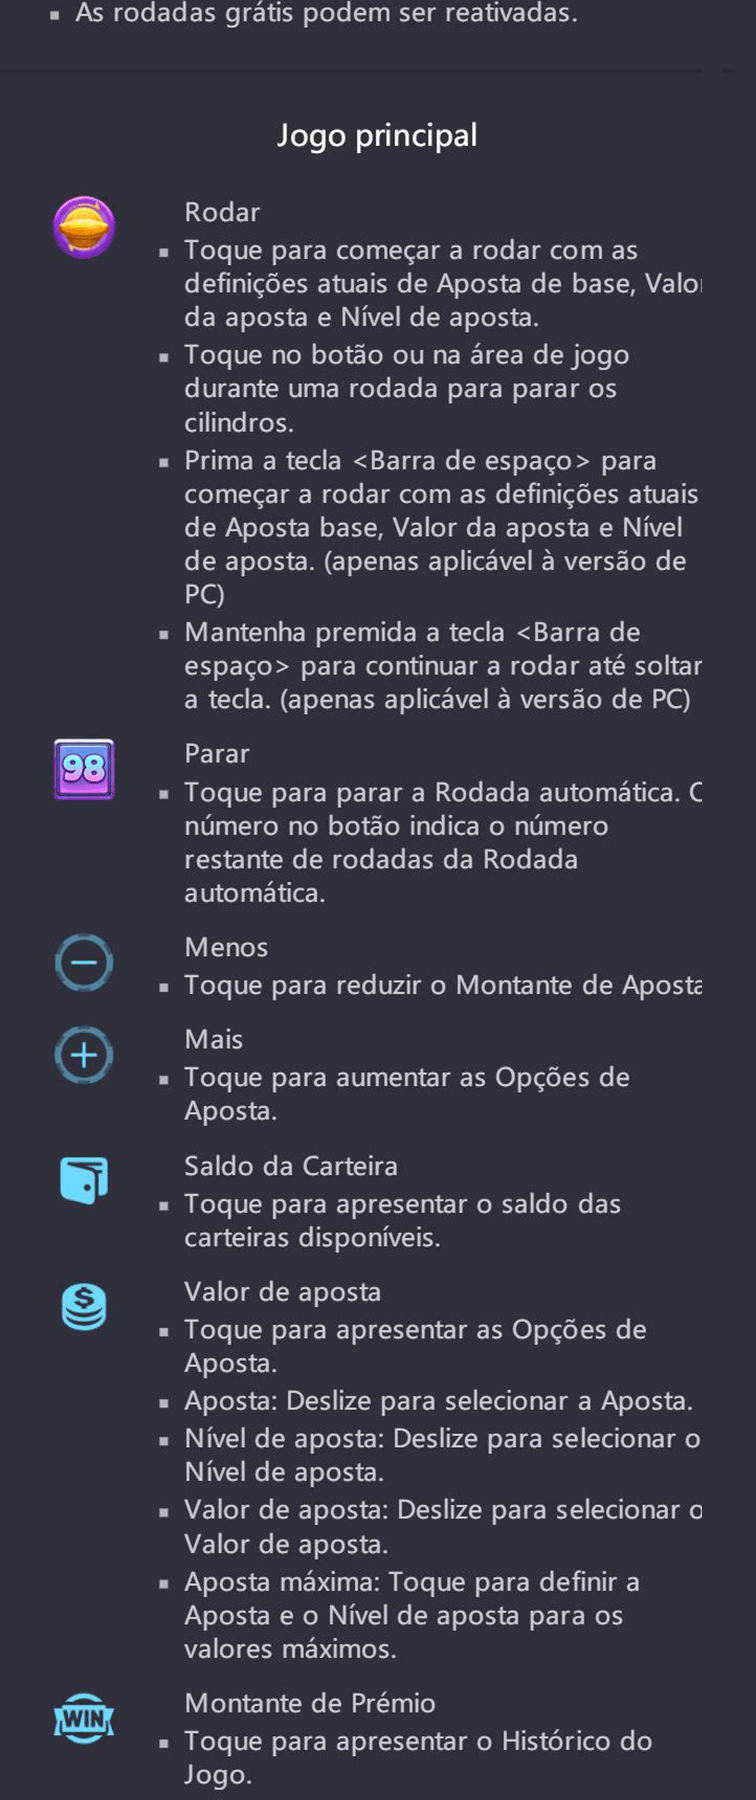 As rodadas grátis podem ser reativadas.
Jogo principal
Rodar
Toque para começar a rodar com as
definições atuais de Aposta de base, Valor
da aposta e Nível de aposta.
Toque no botão ou na área de jogo
durante uma rodada para parar os
cilindros.
Prima a tecla <Barra de espaço> para
começar a rodar com as definições atuais
de Aposta base, Valor da aposta e Nível
de aposta. (apenas aplicável à versão de
PC)
Mantenha premida a tecla <Barra de
espaço> para continuar a rodar até soltar
a tecla. (apenas aplicável à versão de PC)
98
Parar
Toque para parar a Rodada automática. O
número no botão indica o número
restante de rodadas da Rodada
automática.
Menos
Toque para reduzir o Montante de Aposta
Mais
Toque para aumentar as Opções de
Aposta.
Saldo da Carteira
Toque para apresentar o saldo das
carteiras disponíveis.
$
Valor de aposta
Toque para apresentar as Opções de
Aposta.
Aposta: Deslize para selecionar a Aposta.
Nível de aposta: Deslize para selecionar o
Nível de aposta.
Valor de aposta: Deslize para selecionar o
Valor de aposta.
Aposta máxima: Toque para definir a
Aposta e o Nível de aposta para os
valores máximos.
WIN
Montante de Prémio
Toque para apresentar o Histórico do
Jogo.